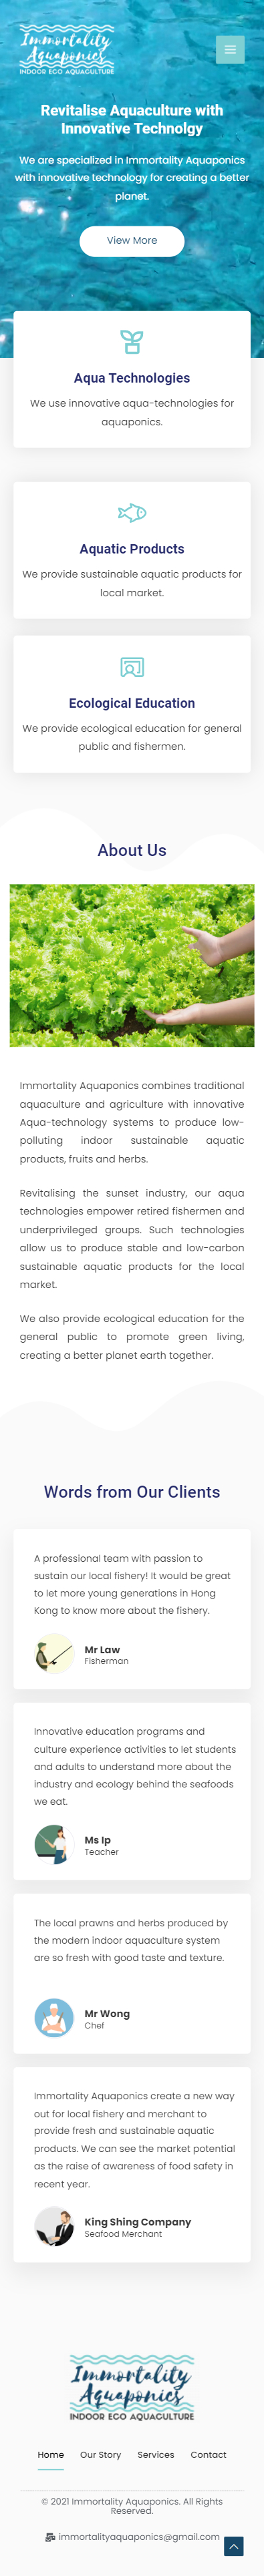 Immortality
Aquaponics
INDOOR ECO AQUACULTURE
Revitalise Aquaculture with
Innovative Technolgy
We are specialized in Immortality Aquaponics
with innovative technology for creating a better
planet.
View More
Aqua Technologies
We use innovative aqua-technologies for
aquaponics.
Aquatic Products
We provide sustainable aquatic products for
local market.
Ecological Education
We provide ecological education for general
public and fishermen.
About Us
Immortality Aquaponics combines traditional
aquaculture and agriculture with innovative
Aqua-technology systems to produce low-
polluting indoor sustainable aquatic
products, fruits and herbs.
Revitalising the sunset industry, our aqua
technologies empower retired fishermen and
underprivileged groups. Such technologies
allow us to produce stable and low-carbon
sustainable aquatic products for the local
market.
We also provide ecological education for the
general public to promote green living,
creating a better planet earth together.
Words from Our Clients
A professional team with passion to
sustain our local fishery! It would be great
to let more young generations in Hong
Kong to know more about the fishery.
Mr Law
Fisherman
Innovative education programs and
culture experience activities to let students
and adults to understand more about the
industry and ecology behind the seafoods
we eat.
Ms Ip
Teacher
The local prawns and herbs produced by
the modern indoor aquaculture system
are so fresh with good taste and texture.
Mr Wong
Chef
Immortality Aquaponics create a new way
out for local fishery and merchant to
provide fresh and sustainable aquatic
products. We can see the market potential
as the raise of awareness of food safety in
recent year.
King Shing Company
Seafood Merchant
Immortality
Aquaponics
INDOOR ECO AQUACULTURE
Home Our Story Services Contact
© 2021 Immortality Aquaponics. All Rights
Reserved.
immortalityaquaponics@gmail.com